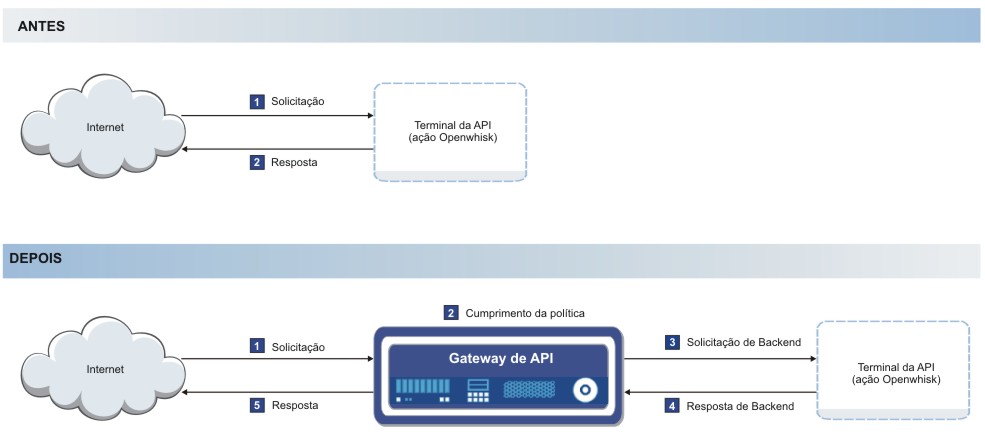 ANTES
1 Solicitação
Internet
Terminal da API
(ação Openwhisk)
2 Resposta
DEPOIS
2 Cumprimento da política
1 Solicitação
3 Solicitação de Backend
Gateway de API
Internet
Terminal da API
(ação Openwhisk)
5 Resposta
4 Resposta de Backend